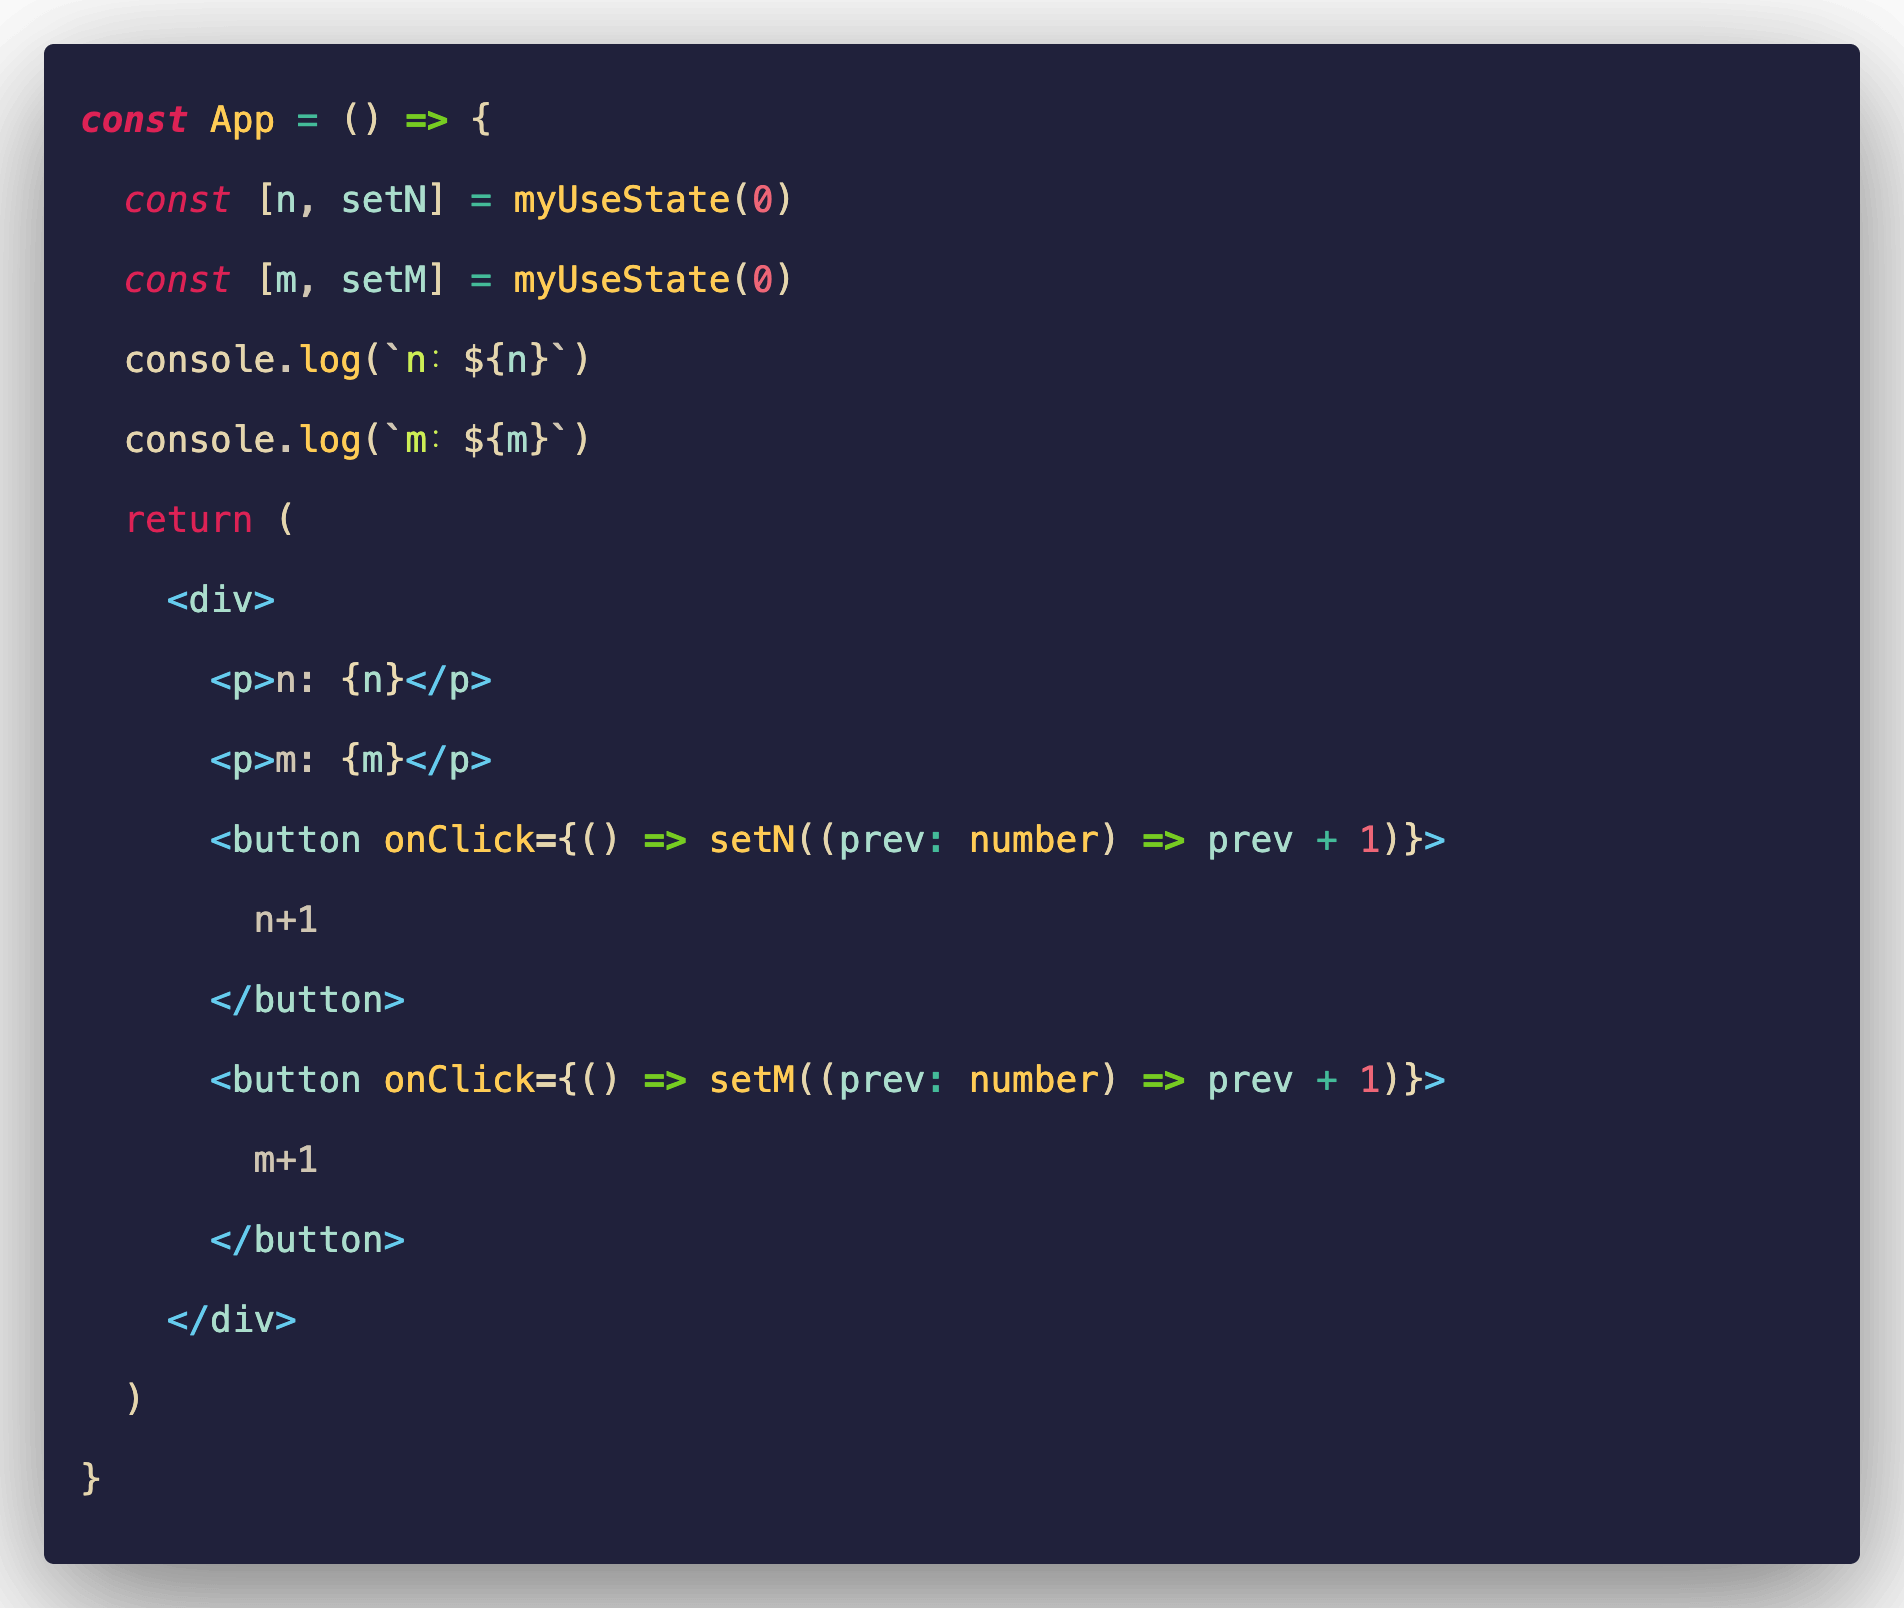 const App = () => {
  const [n, setN] = myUseState(0)
  const [m, setM] = myUseState(0)
  console.log(`n：${n}`)
  console.log(`m：${m}`)
  return (
    <div>
      <p>n: {n}</p>
      <p>m: {m}</p>
      <button onClick={() => setN((prev: number) => prev + 1)}>
        n+1
      </button>
      <button onClick={() => setM((prev: number) => prev + 1)}>
        m+1
      </button>
    </div>
  )
}